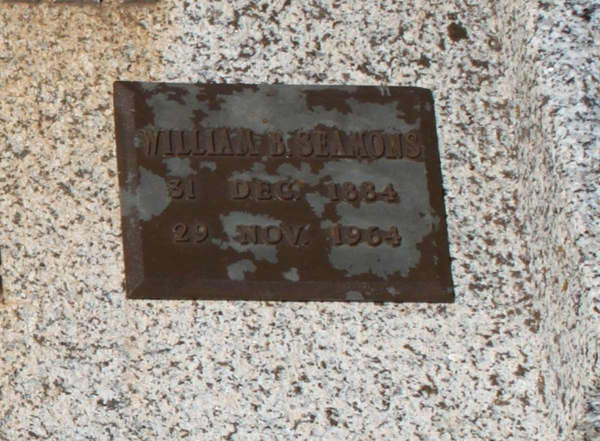 WILLIAM B. SEAMONS
31 DEC. 1884
29 NOV. 1964